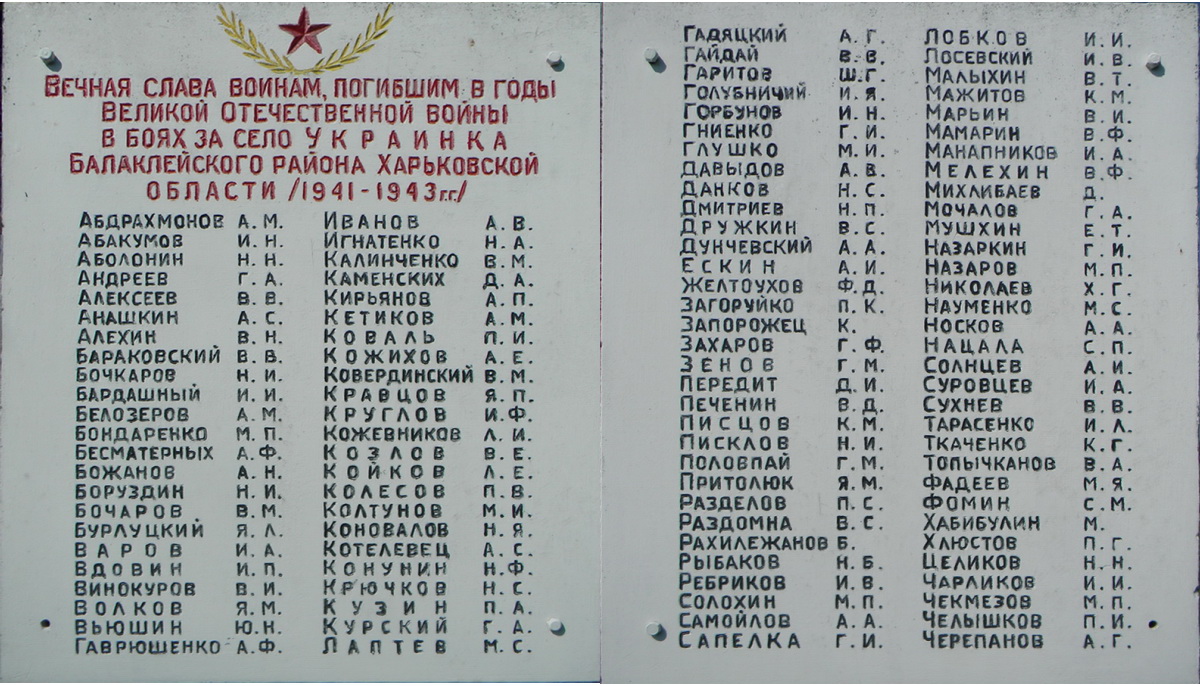 Вечная слава воинам, погибшим в годы
Великой Отечественной войны
в боях за село Украинка
Балаклейского района Харьковской
области /1941-1943г.г./
Абдрахмонов А. М.
Абакумов И. Н.
Аболонин Н. Н.
Андреев Г. А.
Алексеев В. В.
Анашкин А. С.
Алехин В. Н.
Бараковский В. В.
Бочкаров Н. И.
Бардашный И. И.
Белозеров А. М.
Бондаренко М. П.
Бесматерных А. Ф.
Божанов А. Н.
Боруздин Н. И.
Бочаров В. М.
Бурлуцкий Я. Л.
Варов И. А.
Вдовин И. П.
Винокуров В. И.
Волков Я. М.
Вьюшин Ю. Н.
Гаврюшенко А. Ф.
Иванов А. В.
Игнатенко Н. А.
Калинченко В. М.
Каменских Д. А.
Кирьянов А. П.
Кетиков А. М.
Коваль П. И.
Кожихов А. Е.
Ковердинский В. М.
Кравцов Я. П.
Круглов И. Ф.
Кожевников Л. И.
Козлов В. Е.
Койков Л. Е.
Колесов П. В.
Колтунов М. И.
Коновалов Н. Я.
Котелевец А. С.
Конунин Н. Ф.
Крючков Н. С.
Кузин П. А.
Курский Г. А.
Лаптев М. С.
Гадяцкий А. Г.
Гайдай В. В.
Гаритов Ш. Г.
Голубничий И. Я.
Горбунов И. Н.
Гниенко Г. И.
Глушко М. И.
Давыдов А. В.
Данков Н. С.
Дмитриев Н. П.
Дружкин В. С.
Дунчевский А. А.
Ескин А. И.
Желтоухов Ф. Д.
Загоруйко П. К.
Запорожец К.
Захаров Г. Ф.
Зенов Г. М.
Передит Д. И.
Печенин В. Д.
Писцов К. М.
Писклов Н. И.
Половпай Г. М.
Притолюк Я. М.
Разделов П. С.
Раздомна В. С.
Рахилежанов Б.
Рыбаков Н. Б.
Ребриков И. В.
Солохин М. П.
Самойлов А. А.
Сапелка Г. И.
Лобков И. И.
Лосевский И. В.
Малыхин В. Т.
Мажитов К. М.
Марьин В. И.
Мамарин В. Ф.
Манапников И. А.
Мелехин В. Ф.
Михлибаев Д.
Мочалов Г. А.
Мушхин Е. Т.
Назаркин Г. И.
Назаров М. П.
Николаев Х. Г.
Науменко М. С.
Носков А. А.
Нацала С. П.
Солнцев А. И.
Суровцев И. А.
Сухнев В. В.
Тарасенко И. Л.
Ткаченко К. Г.
Топычканов В. А.
Фадеев М. Я.
Фомин С. М.
Хабибулин М.
Хлюстов П. Г.
Целиков Н. Н.
Чарликов И. И.
Чекмезов М. П.
Челышков П. И.
Черепанов А. Г.